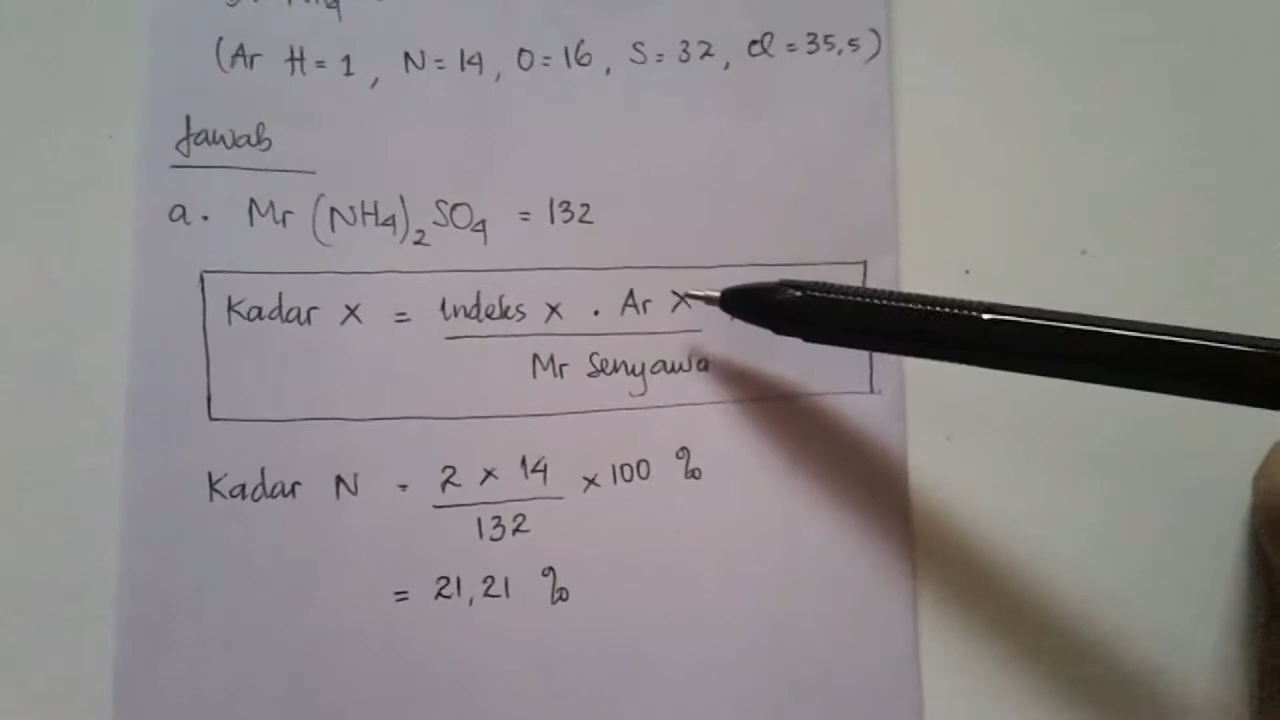 (Ar H = 1, N = 14, O = 16, S = 32, Cl = 35,5)
Jawab
a. Mr (NH4)2SO4 = 132
Kadar X = Indeks X . Ar X
Mr Senyawa
Kadar N = 2 × 14 × 100 %
132
= 21,21 %